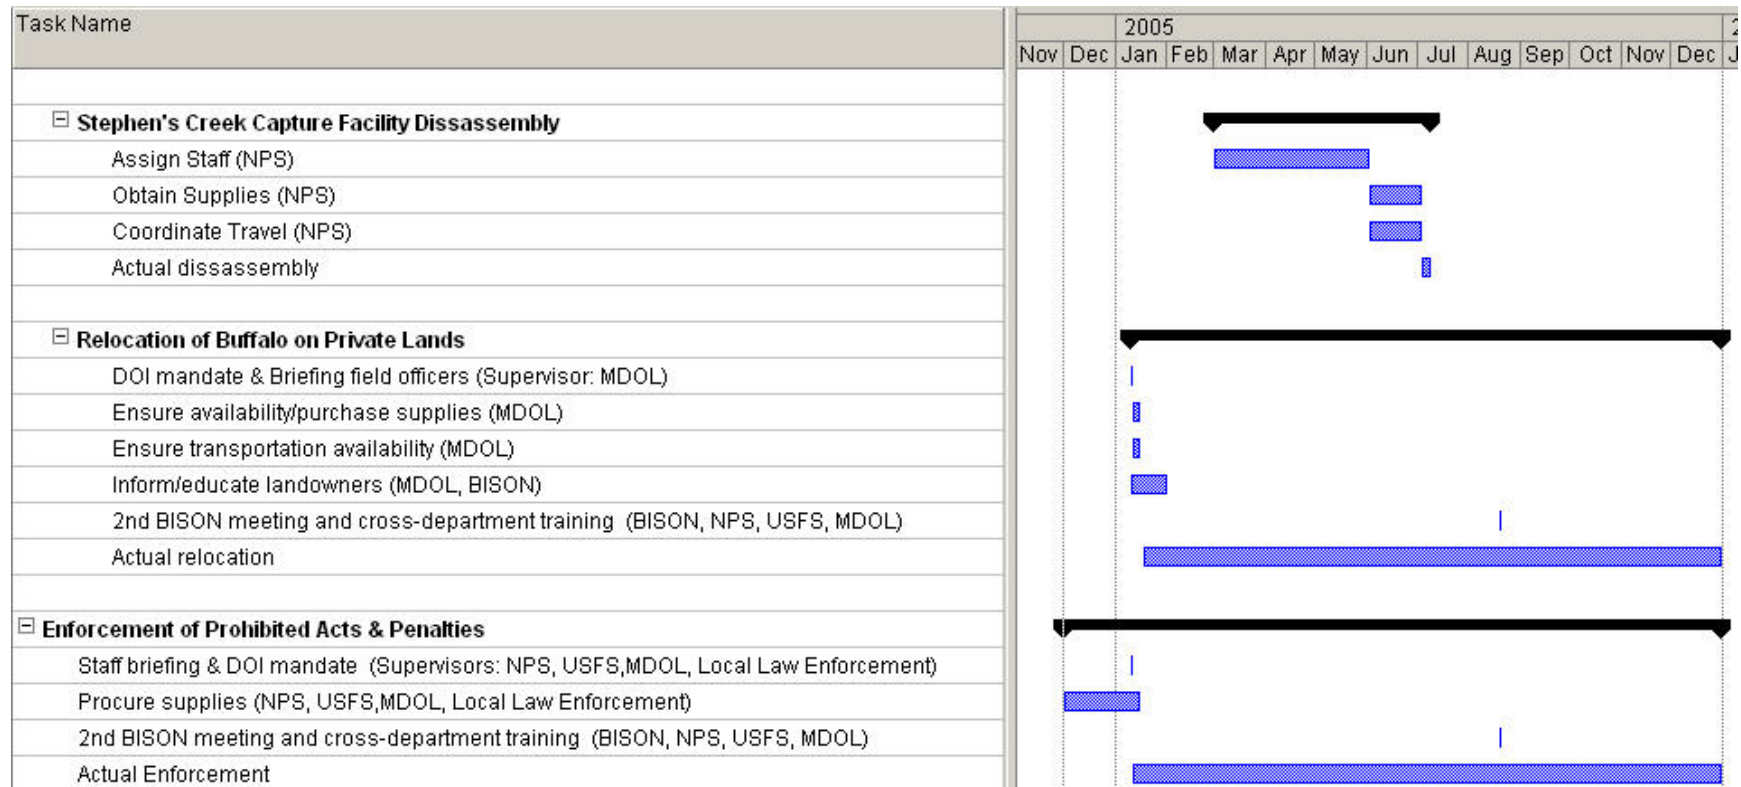 Task Name
2005 2
Nov Dec Jan Feb Mar Apr May Jun Jul Aug Sep Oct Nov Dec J
Stephen's Creek Capture Facility Dissassembly
Assign Staff (NPS)
Obtain Supplies (NPS)
Coordinate Travel (NPS)
Actual dissassembly
Relocation of Buffalo on Private Lands
DOI mandate & Briefing field officers (Supervisor: MDOL)
Ensure availability/purchase supplies (MDOL)
Ensure transportation availability (MDOL)
Inform/educate landowners (MDOL, BISON)
2nd BISON meeting and cross-department training (BISON, NPS, USFS, MDOL)
Actual relocation
Enforcement of Prohibited Acts & Penalties
Staff briefing & DOI mandate (Supervisors: NPS, USFS,MDOL, Local Law Enforcement)
Procure supplies (NPS, USFS,MDOL, Local Law Enforcement)
2nd BISON meeting and cross-department training (BISON, NPS, USFS, MDOL)
Actual Enforcement